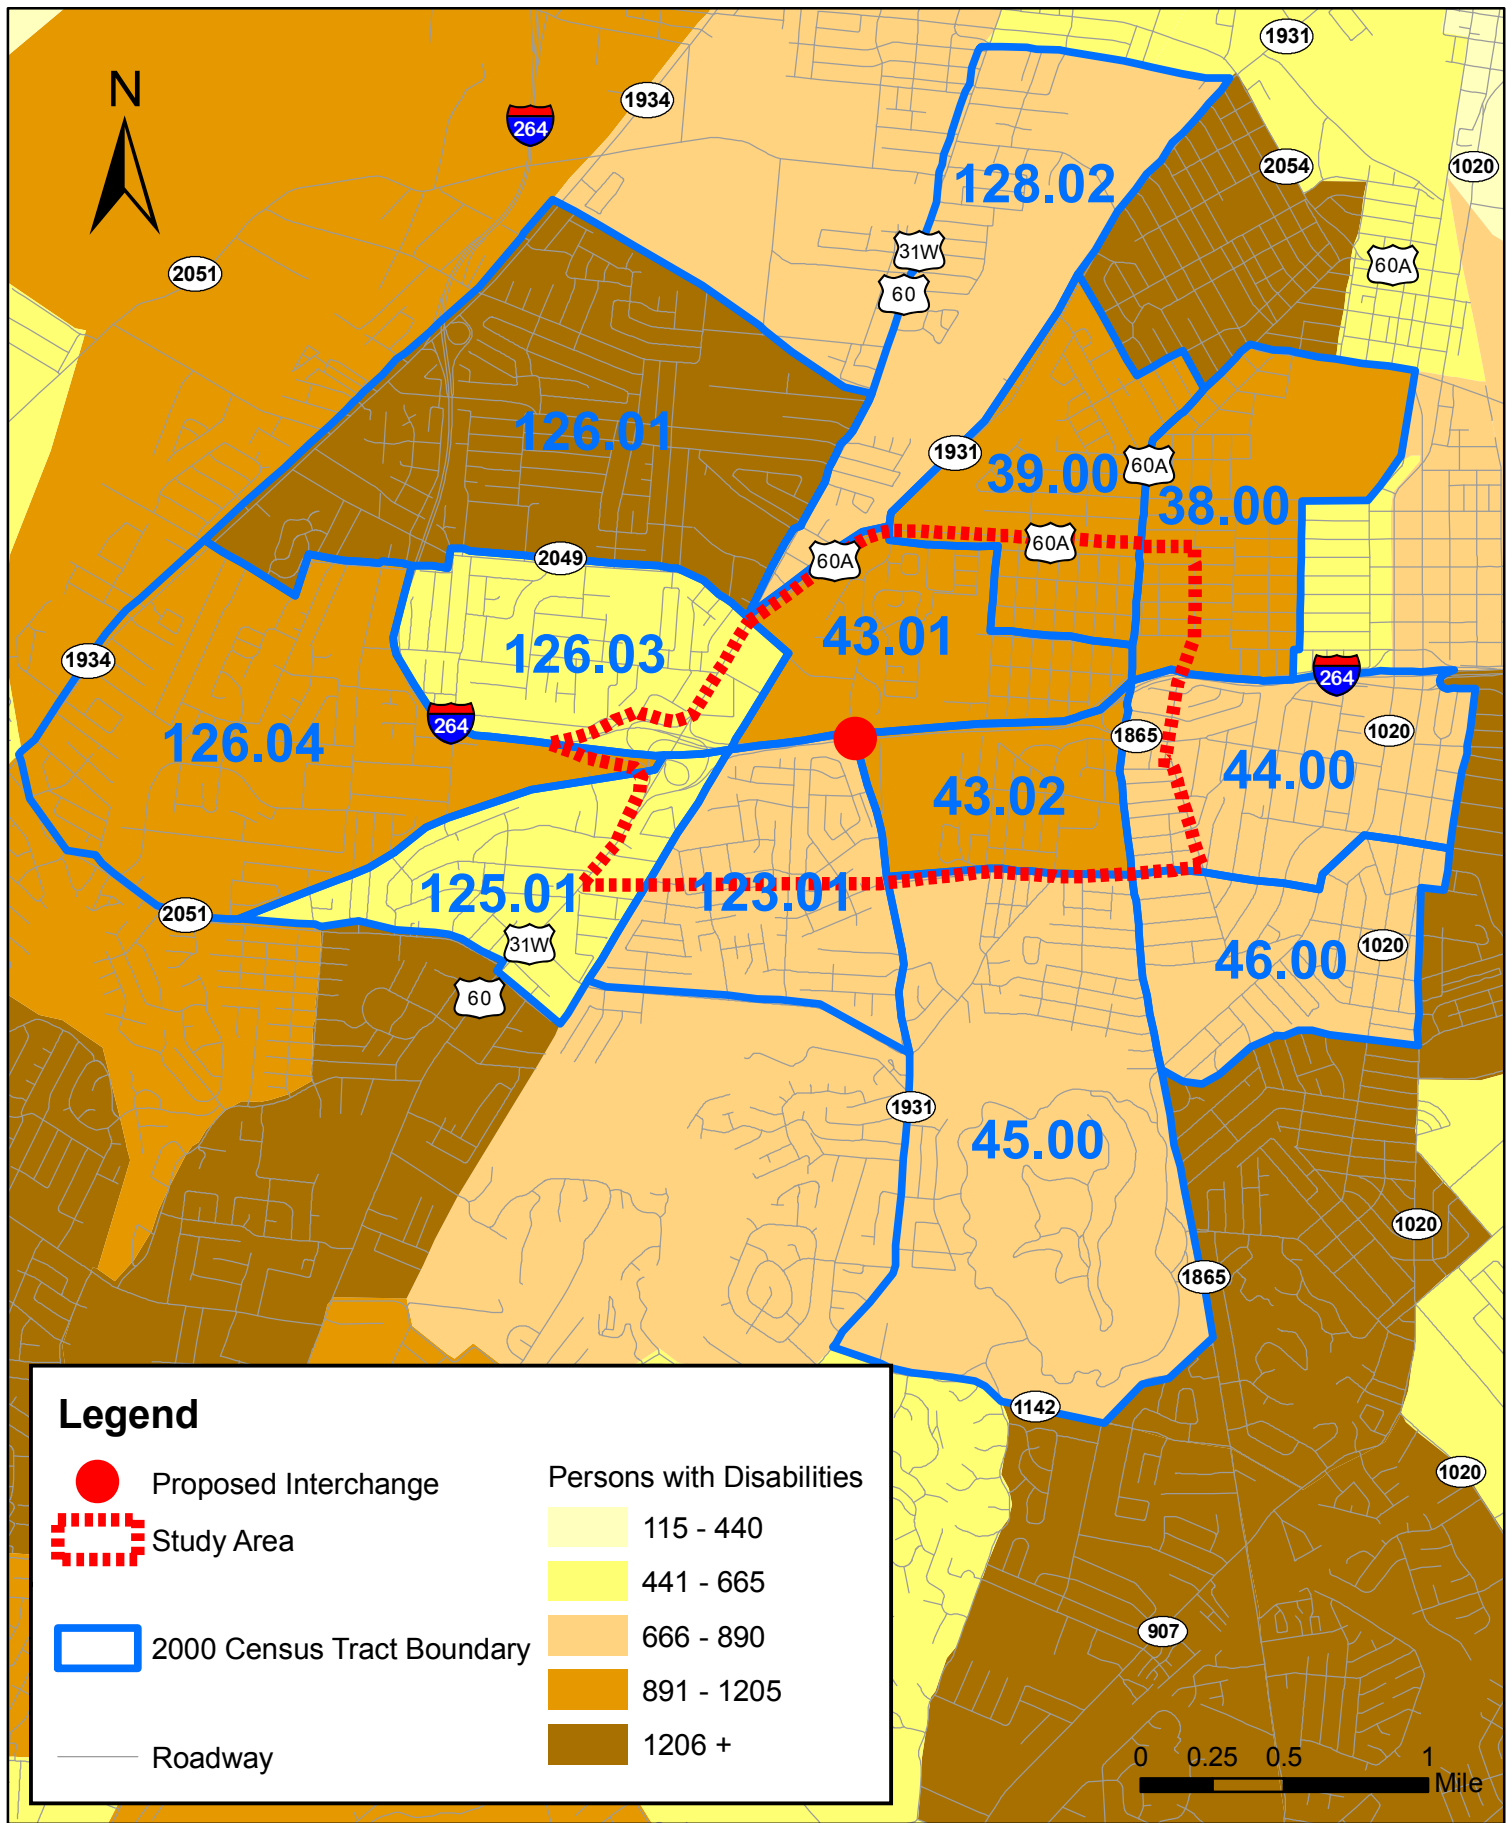 1931
N
1934
264
2054
1020
128.02
31W
60A
2051
60
126.01
1931
39.00
60A
38.00
2049
60A
60A
126.03
43.01
1934
264
264
126.04
1865
1020
44.00
43.02
125.01
123.01
2051
31W
1020
46.00
60
1931
45.00
1020
1865
1142
Legend
Proposed Interchange
Study Area
2000 Census Tract Boundary
Roadway
Persons with Disabilities
115 - 440
441 - 665
666 - 890
891 - 1205
1206 +
1020
907
0 0.25 0.5 1
Mile